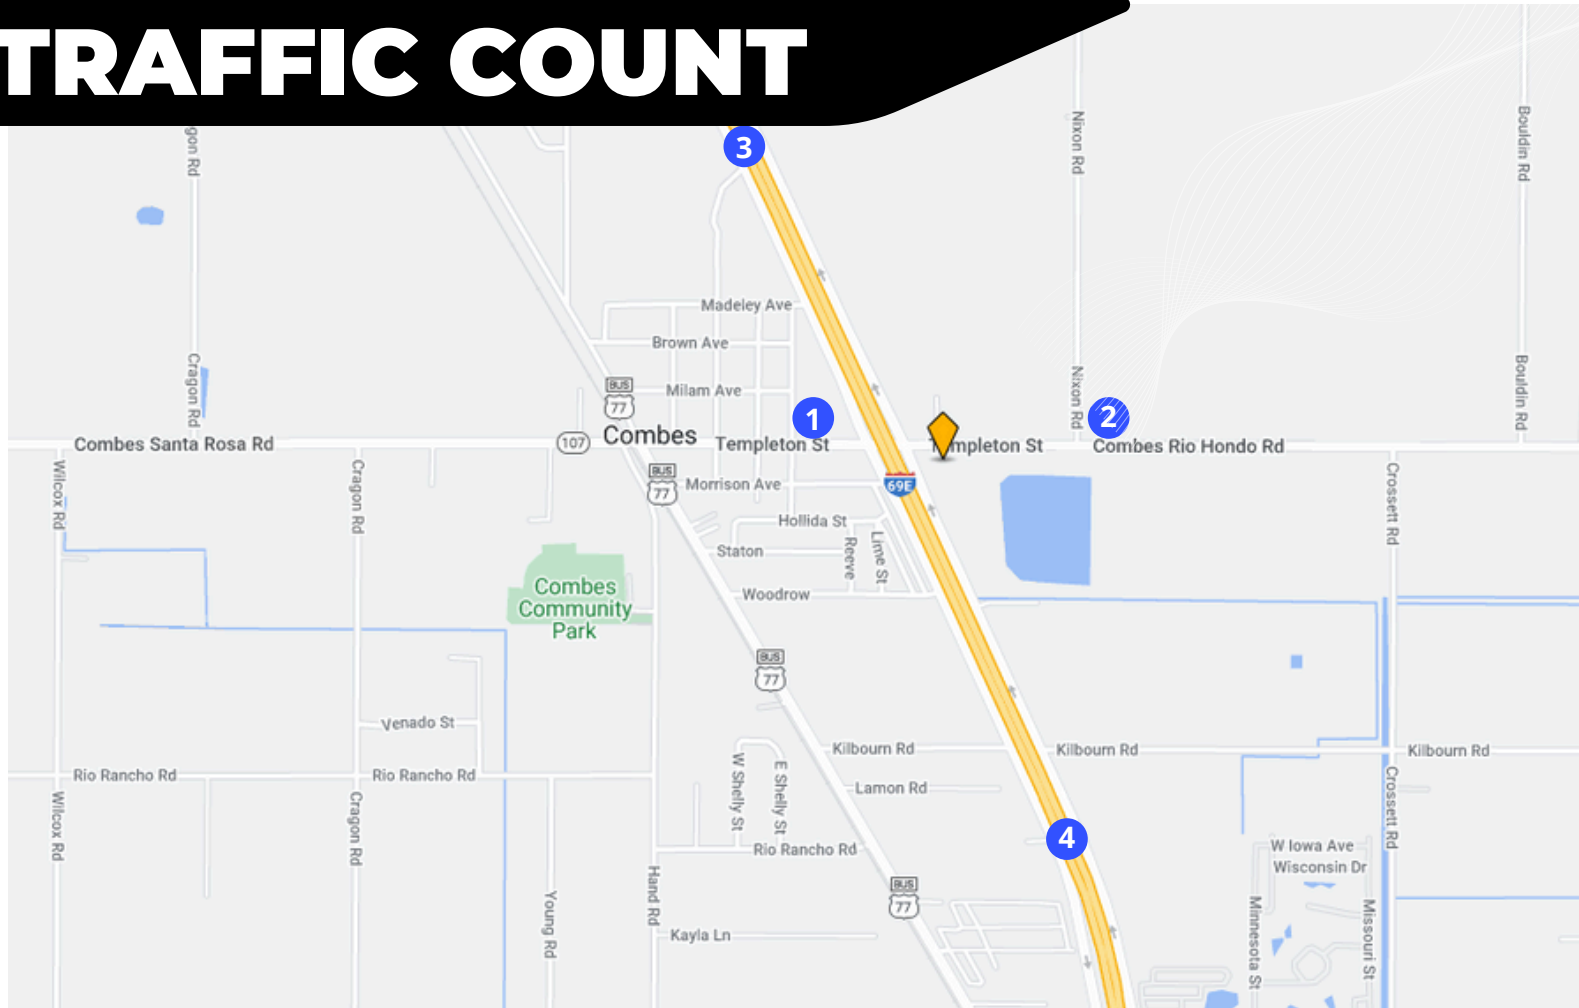 TRAFFIC COUNT
gon Rd
Nixon Rd
Bouldin Rd
3
Madeley Ave
Brown Ave
Cragon Rd
BUS
77
Milam Ave
Nixon Rd
Bouldin Rd
1
2
Combes Santa Rosa Rd
107
Combes
Templeton St
Templeton St
Combes Rio Hondo Rd
Wilcox Rd
Cragon Rd
BUS
77
Morrison Ave
69E
Crossett Rd
Hollida St
Staton
Reeve
Lime St
Combes
Community
Park
Woodrow
BUS
77
Venado St
Kilbourn Rd
Kilbourn Rd
Kilbourn Rd
Rio Rancho Rd
Rio Rancho Rd
W Shelly St
E Shelly St
Lamon Rd
Wilcox Rd
Cragon Rd
Crossett Rd
4
Rio Rancho Rd
W Iowa Ave
Wisconsin Dr
BUS
77
Young Rd
Hand Rd
Kayla Ln
Minnesota St
Missouri St